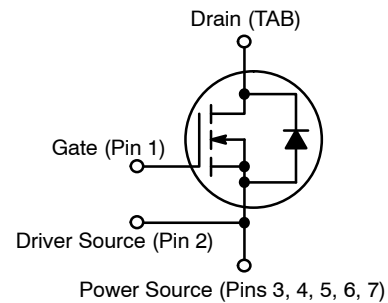 Drain (TAB)
Gate (Pin 1)
Driver Source (Pin 2)
Power Source (Pins 3, 4, 5, 6, 7)